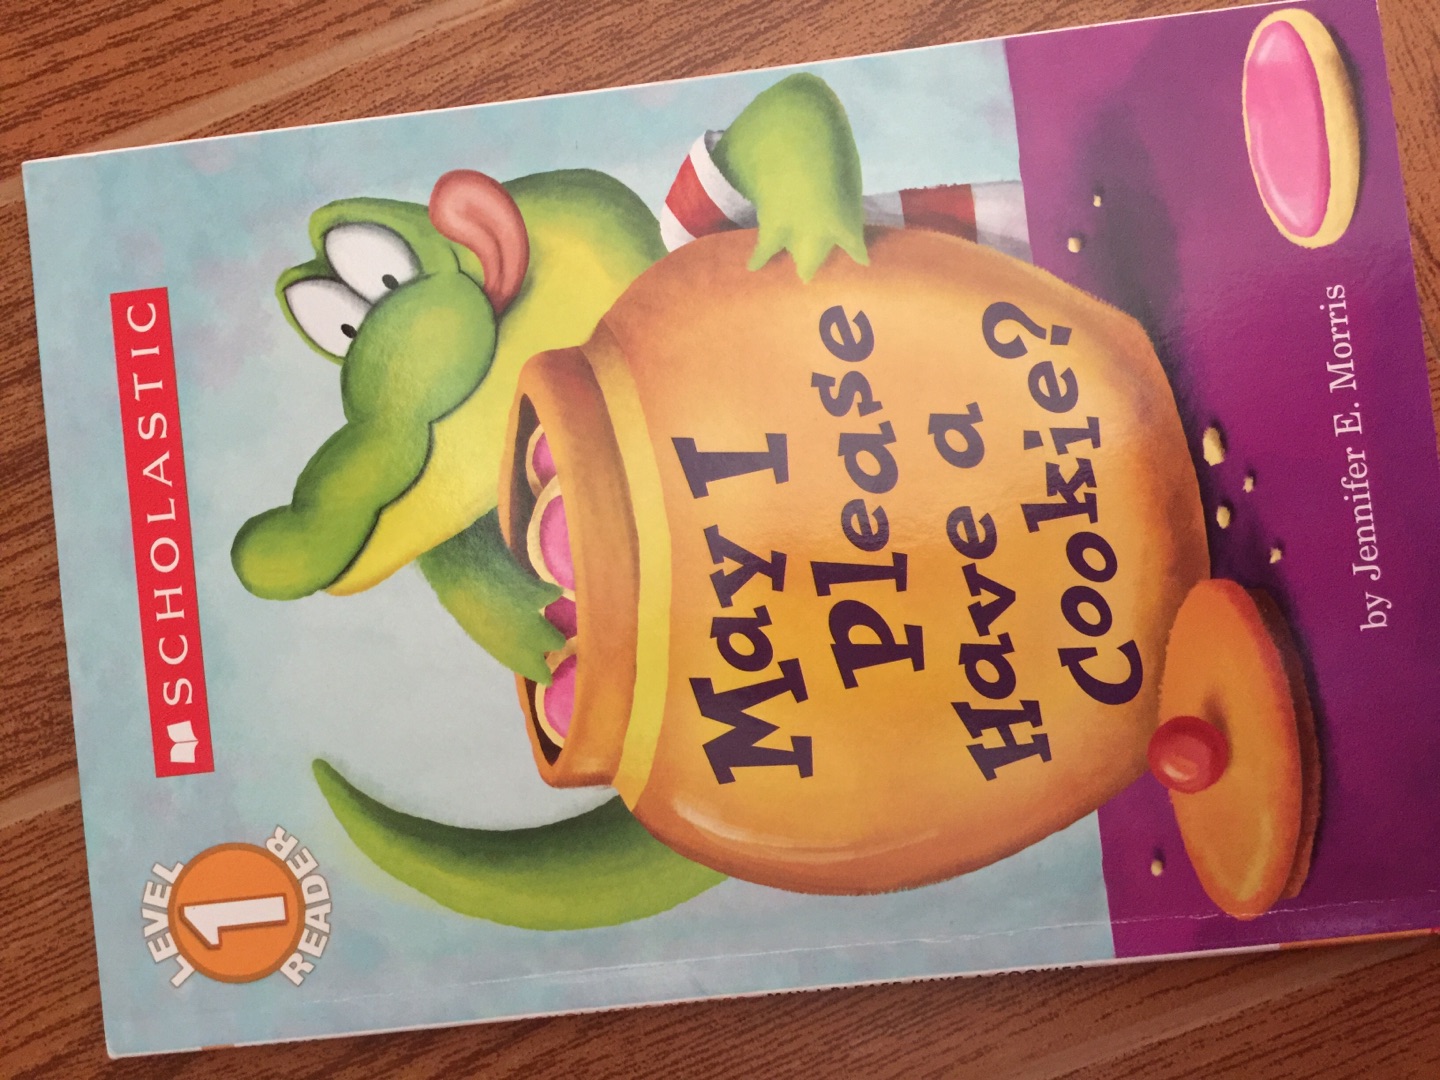 SCHOLASTIC
LEVEL
1
READER
May I
Please
Have a
Cookie?
by Jennifer E. Morris